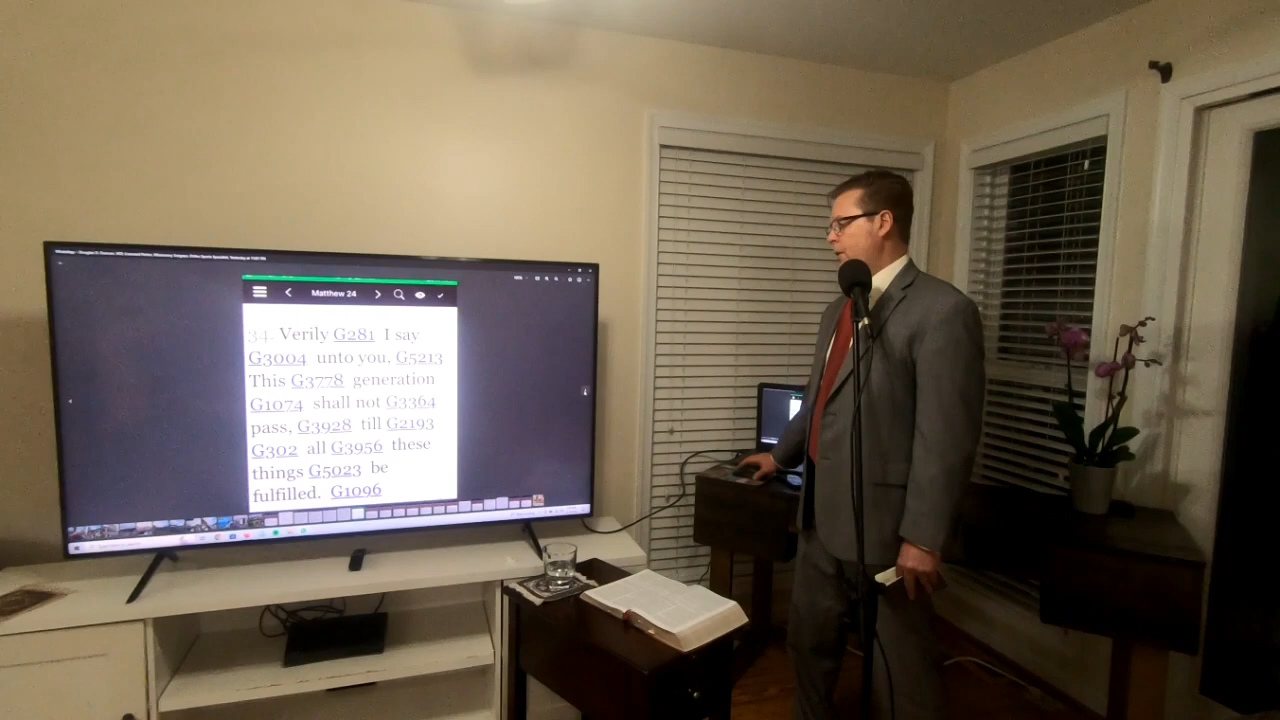 Matthew 24
34. Verily G281 I say
G3004 unto you, G5213
This G3778 generation
G1074 shall not G3364
pass, G3928 till G2193
G302 all G3956 these
things G5023 be
fulfilled. G1096